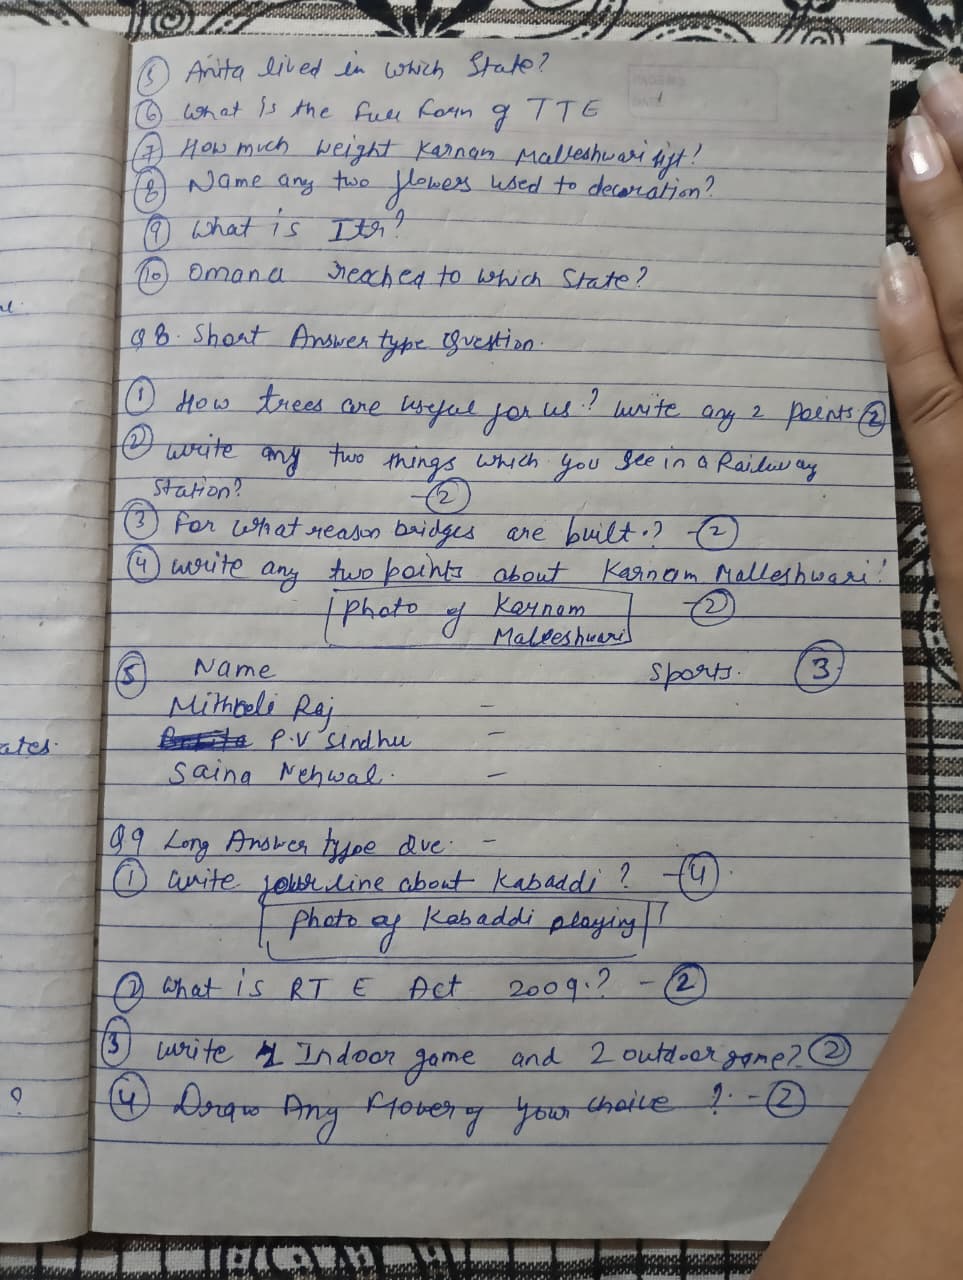 ⑤ Anita lived in which State?
⑥ What is the full form of TTE
⑦ How much weight Karnam Malleshwari lift?
⑧ Name any two flowers used to decoration?
⑨ What is Itr?
⑩ Omana reached to which State?
Q8. Short Answer type Question.
① How trees are useful for us? write any 2 points. ②
② write any two things which you see in a Railway
Station? - ②
③ For what reason bridges are built.? - ②
④ write any two points about Karnam Malleshwari?
Photo of Karnam - ②
Malleshwari
⑤ Name Sports. ③
Mithali Raj -
P.V Sindhu -
Saina Nehwal. -
Q9 Long Answer type Que. -
① write four line about Kabaddi? - ④.
Photo of Kabaddi playing
② What is RTE Act 2009.? - ②
③ write 1 Indoor game and 2 outdoor game? ②
④ Draw Any Flower of your choice ?. - ②
ates.
?